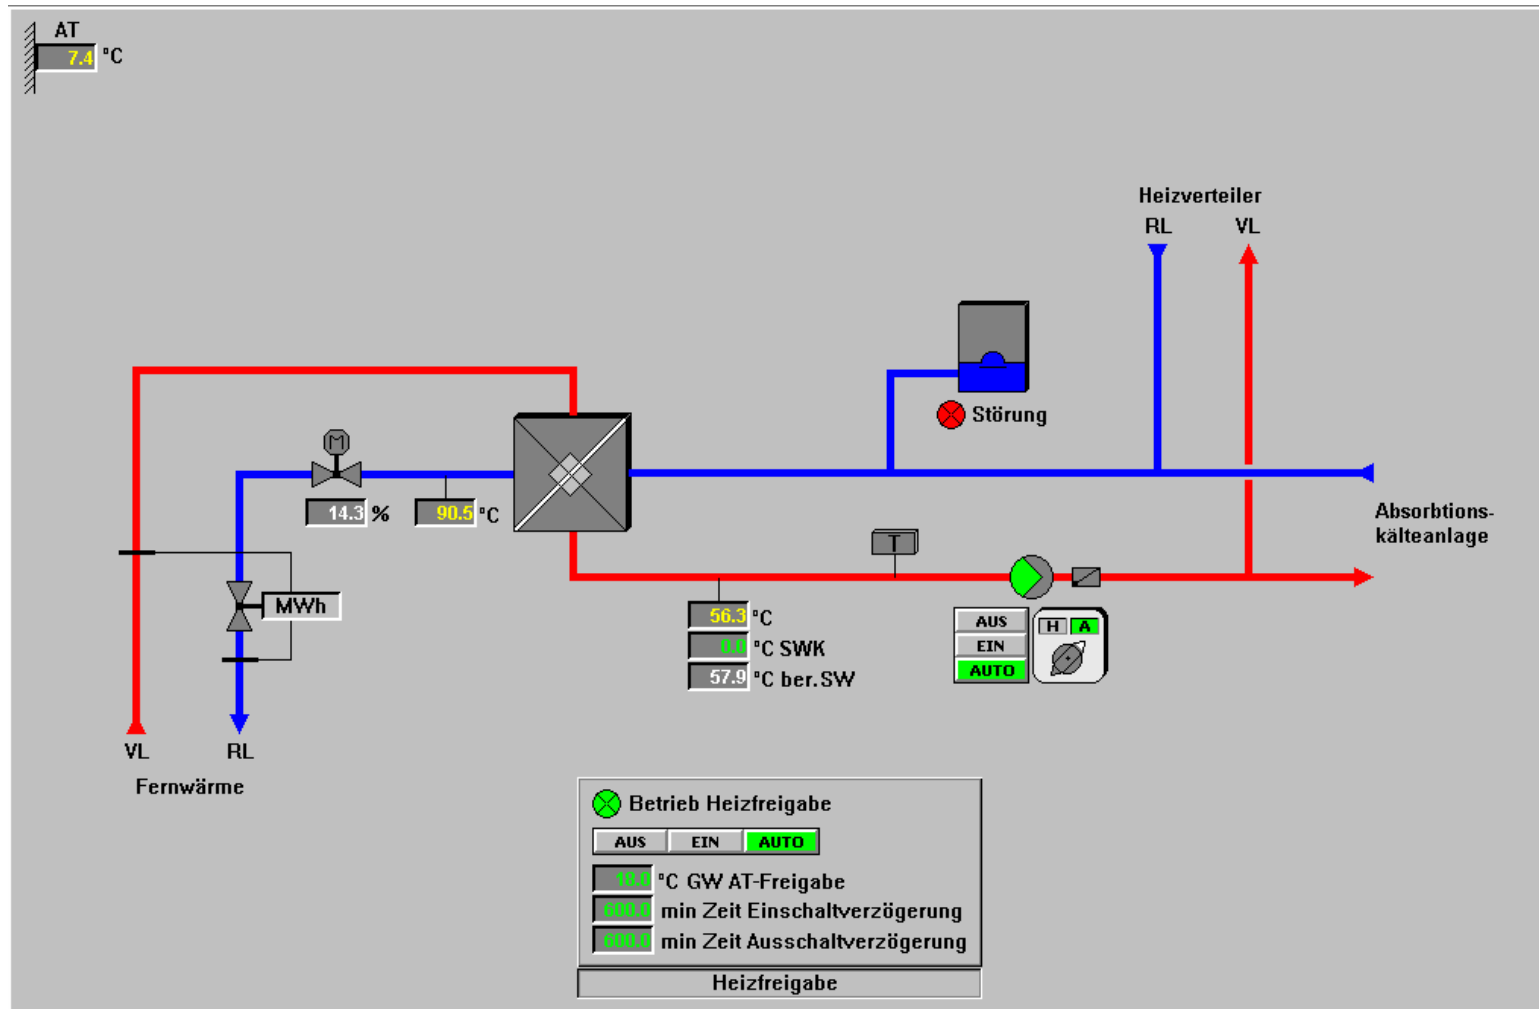 AT
7.4 °C
Heizverteiler
RL VL
Störung
M
14.3 %
90.5 °C
Absorbtions-
kälteanlage
T
MWh
56.3 °C
0.0 °C SWK
57.9 °C ber. SW
AUS
EIN
AUTO
H A
VL RL
Fernwärme
Betrieb Heizfreigabe
AUS EIN AUTO
18.0 °C GW AT-Freigabe
600.0 min Zeit Einschaltverzögerung
600.0 min Zeit Ausschaltverzögerung
Heizfreigabe